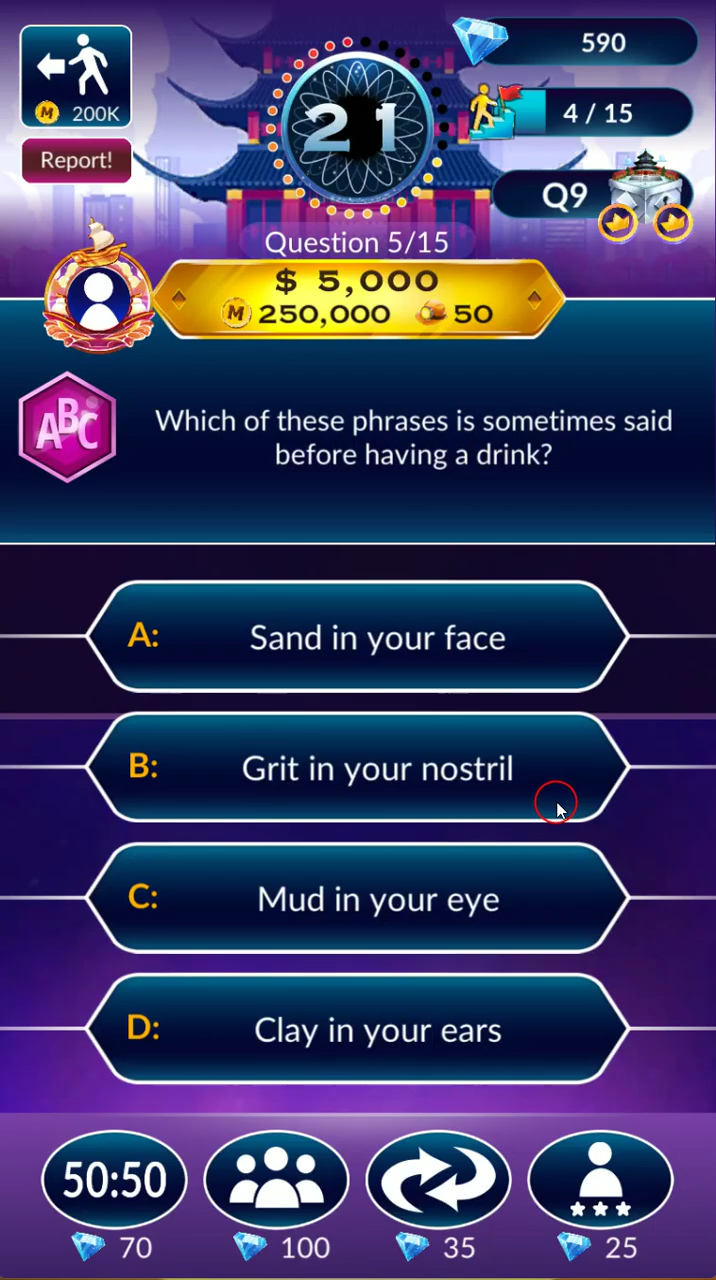 590
M 200K
21
4 / 15
Report!
Q9
Question 5/15
$ 5,000
M 250,000 50
ABC
Which of these phrases is sometimes said
before having a drink?
A: Sand in your face
B: Grit in your nostril
C: Mud in your eye
D: Clay in your ears
50:50
70 100 35 25